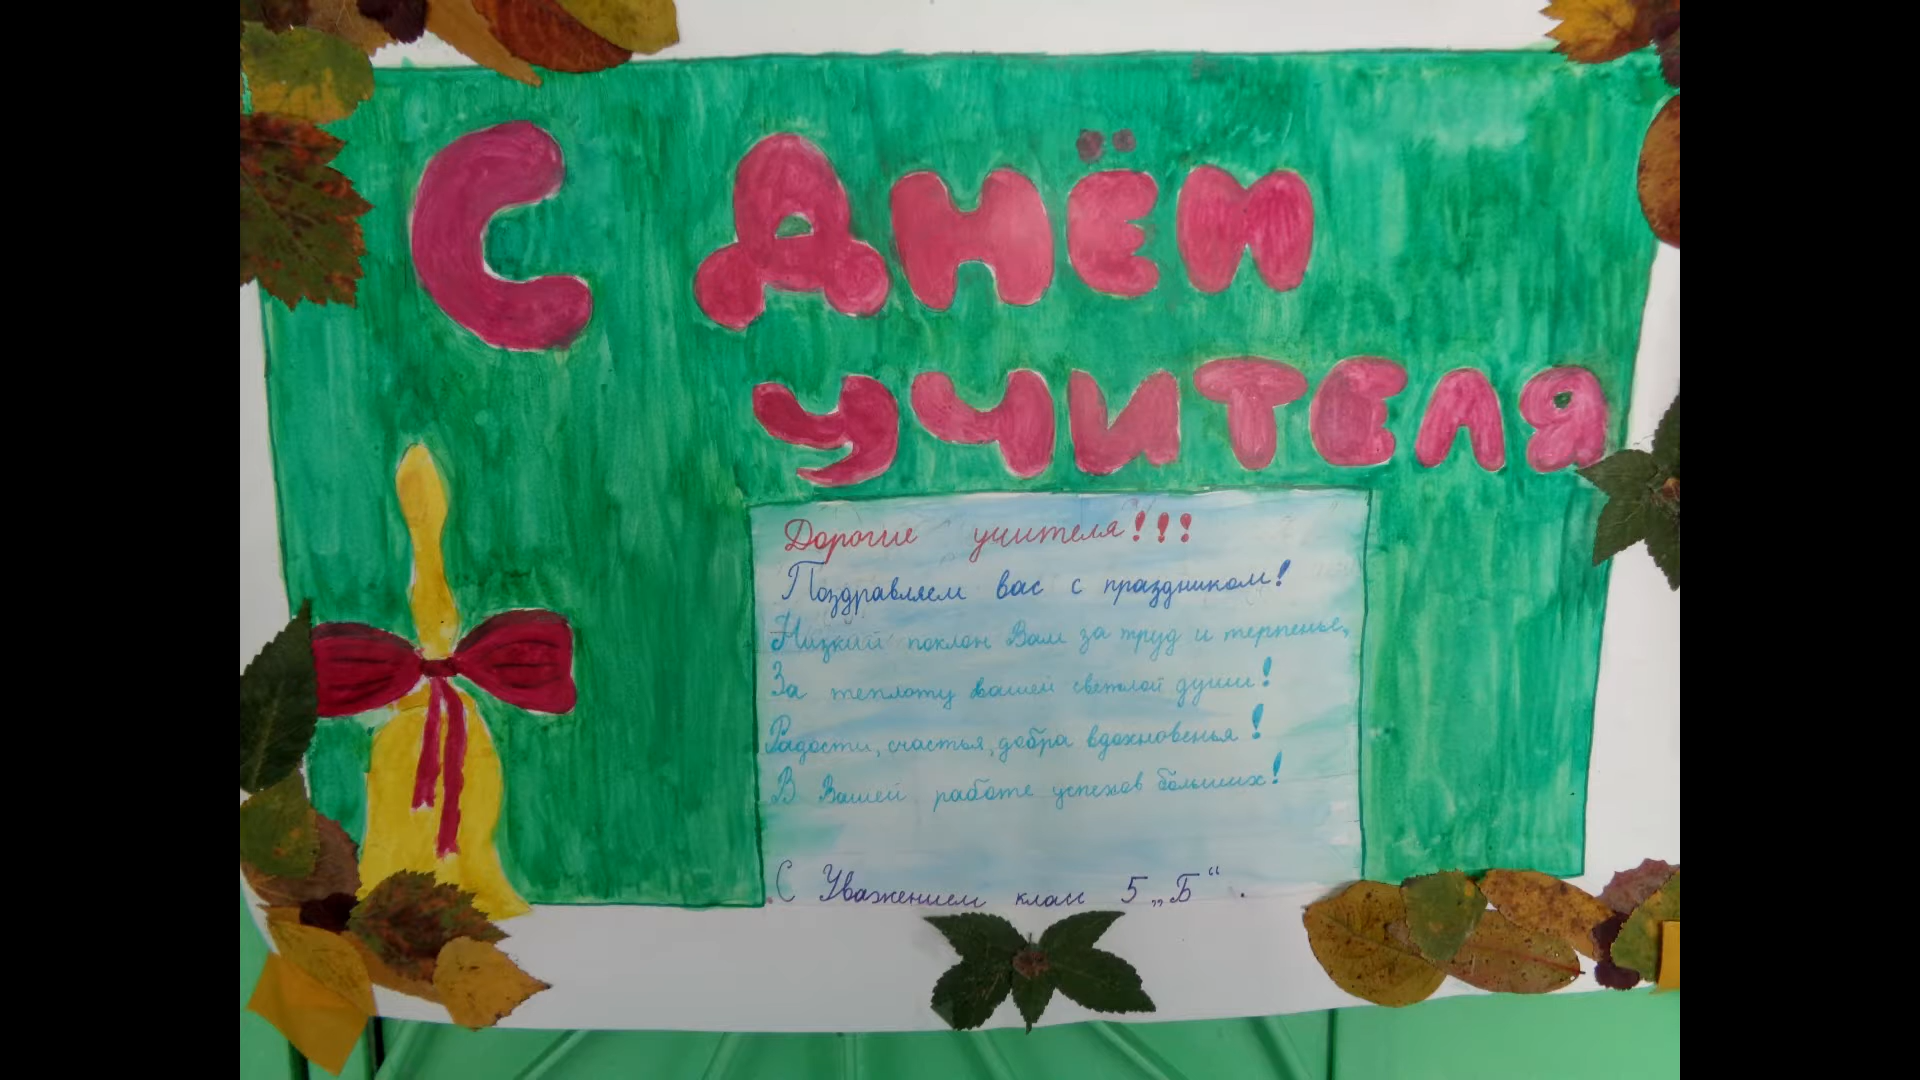 С ДНЁМ
УЧИТЕЛЯ
Дорогие учителя!!!
Поздравляем вас с праздником!
Низкий поклон Вам за труд и терпенье,
За теплоту вашей светлой души!
Радости, счастья, добра вдохновенья!
В Вашей работе успехов больших!
С Уважением класс 5 „Б“.